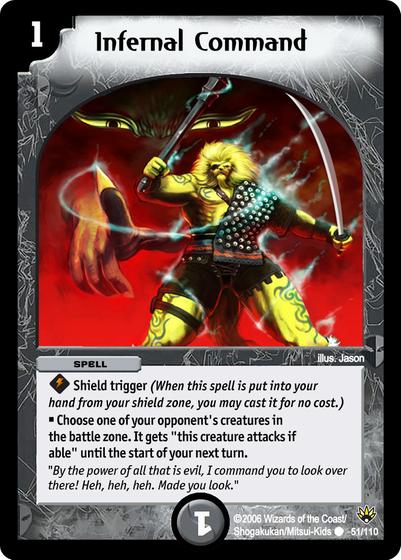 1
Infernal Command
illus. Jason
SPELL
Shield trigger (When this spell is put into your
hand from your shield zone, you may cast it for no cost.)
▪ Choose one of your opponent's creatures in
the battle zone. It gets "this creature attacks if
able" until the start of your next turn.
"By the power of all that is evil, I command you to look over
there! Heh, heh, heh. Made you look."
1
©2006 Wizards of the Coast/
Shogakukan/Mitsui-Kids ● 51/110